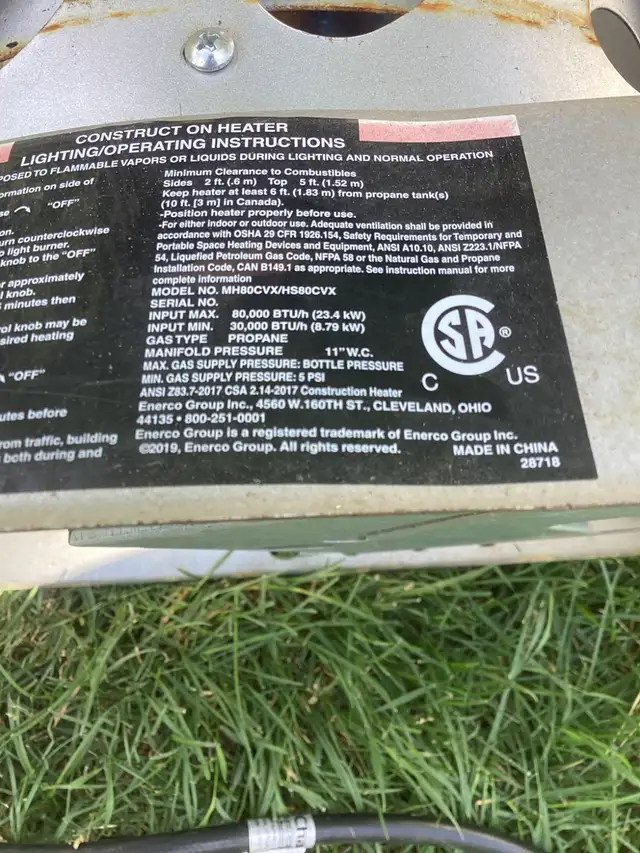 CONSTRUCT ON HEATER
LIGHTING/OPERATING INSTRUCTIONS
POSED TO FLAMMABLE VAPORS OR LIQUIDS DURING LIGHTING AND NORMAL OPERATION
ormation on side of
"OFF"
on.
urn counterclockwise
o light burner.
knob to the "OFF"
r approximately
l knob.
minutes then
rol knob may be
sired heating
"OFF"
utes before
rom traffic, building
both during and
Minimum Clearance to Combustibles
Sides 2 ft. (.6 m) Top 5 ft. (1.52 m)
Keep heater at least 6 ft. (1.83 m) from propane tank(s)
(10 ft. [3 m] in Canada).
-Position heater properly before use.
-For either indoor or outdoor use. Adequate ventilation shall be provided in
accordance with OSHA 29 CFR 1926.154, Safety Requirements for Temporary and
Portable Space Heating Devices and Equipment, ANSI A10.10, ANSI Z223.1/NFPA
54, Liquefied Petroleum Gas Code, NFPA 58 or the Natural Gas and Propane
Installation Code, CAN B149.1 as appropriate. See instruction manual for more
complete information
MODEL NO. MH80CVX/HS80CVX
SERIAL NO.
INPUT MAX. 80,000 BTU/h (23.4 kW)
INPUT MIN. 30,000 BTU/h (8.79 kW)
GAS TYPE PROPANE
MANIFOLD PRESSURE 11" W.C.
MAX. GAS SUPPLY PRESSURE: BOTTLE PRESSURE
MIN. GAS SUPPLY PRESSURE: 5 PSI
ANSI Z83.7-2017 CSA 2.14-2017 Construction Heater
Enerco Group Inc., 4560 W.160TH ST., CLEVELAND, OHIO
44135 • 800-251-0001
Enerco Group is a registered trademark of Enerco Group Inc.
©2019, Enerco Group. All rights reserved. MADE IN CHINA
28718
CSA ®
C US
Cha